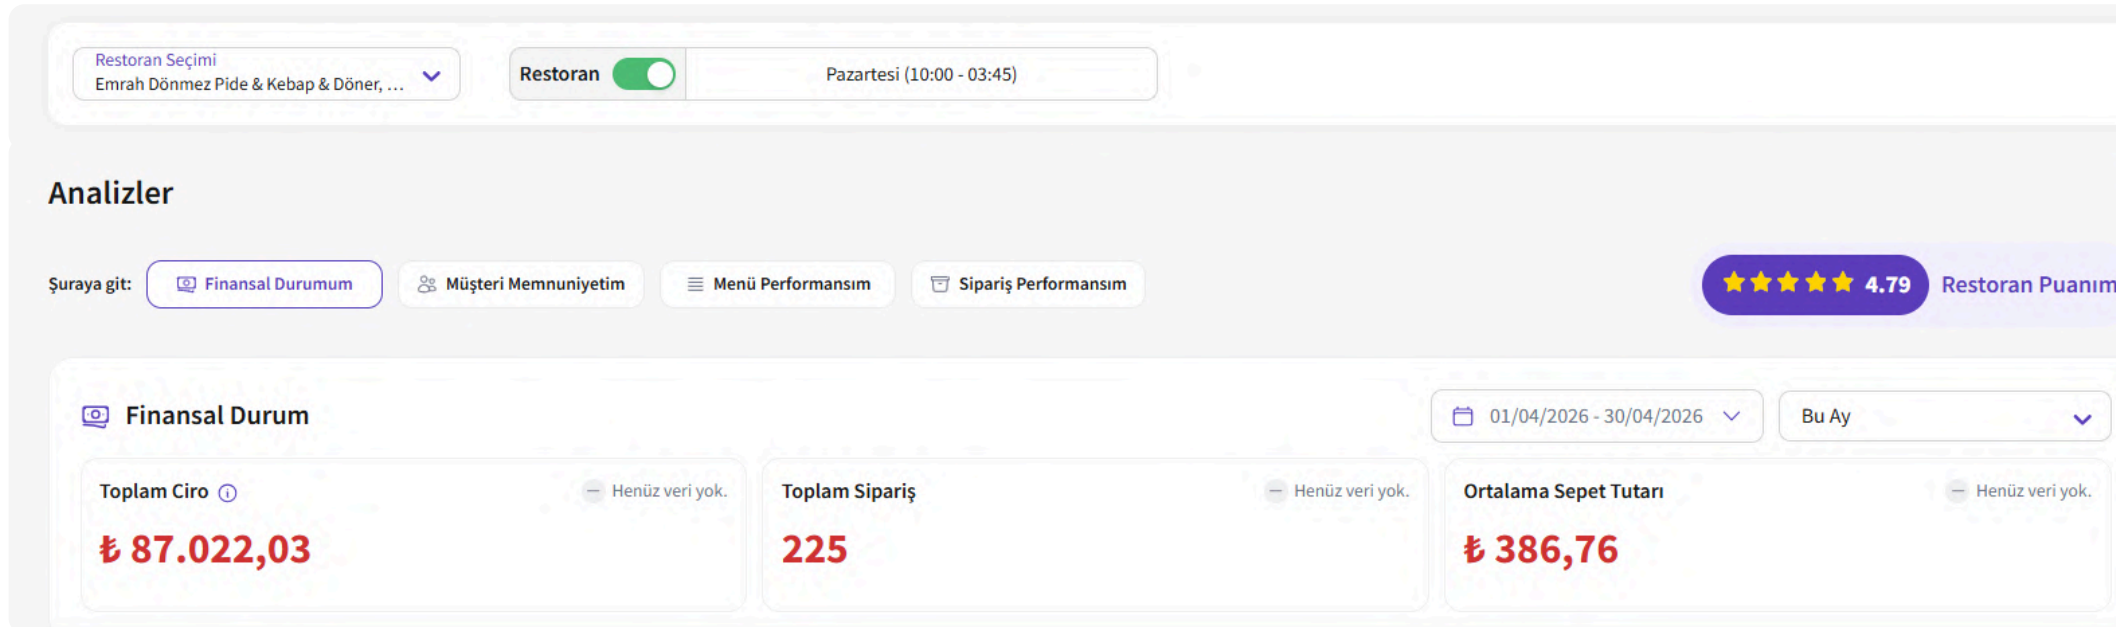 Restoran Seçimi
Emrah Dönmez Pide & Kebap & Döner, ...
Restoran
Pazartesi (10:00 - 03:45)
Analizler
Şuraya git:
Finansal Durumum
Müşteri Memnuniyetim
Menü Performansım
Sipariş Performansım
4.79
Restoran Puanım
Finansal Durum
01/04/2026 - 30/04/2026
Bu Ay
Toplam Ciro
Henüz veri yok.
₺ 87.022,03
Toplam Sipariş
Henüz veri yok.
225
Ortalama Sepet Tutarı
Henüz veri yok.
₺ 386,76